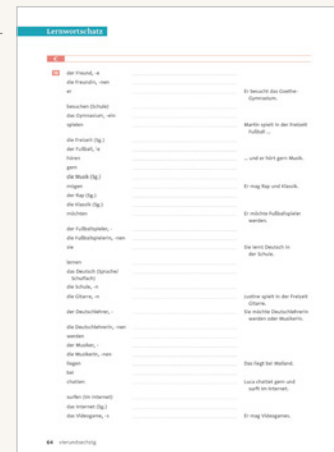 Lernwortschatz
C
der Freund, -e
die Freundin, -nen
er
Er besucht das Goethe-
Gymnasium.
besuchen (Schule)
das Gymnasium, -en
spielen
Martin spielt in der Freizeit
Fußball ...
die Freizeit (Sg.)
der Fußball, -e
hören
... und er hört gern Musik.
gern
die Musik (Sg.)
mögen
Er mag Rap und Klassik.
der Rap (Sg.)
die Klassik (Sg.)
möchten
Er möchte Fußballspieler
werden.
der Fußballspieler, -
die Fußballspielerin, -nen
sie
Sie lernt Deutsch in
der Schule.
lernen
das Deutsch (Sprache/
Schulfach)
die Schule, -n
die Gitarre, -n
Justine spielt in der Freizeit
Gitarre.
der Deutschlehrer, -
Sie möchte Deutschlehrerin
werden oder Musikerin.
die Deutschlehrerin, -nen
werden
der Musiker, -
die Musikerin, -nen
liegen
Das liegt bei Mailand.
bei
chatten
Luca chattet gern und
surft im Internet.
surfen (im Internet)
das Internet (Sg.)
das Videogame, -s
Er mag Videogames.
64 vierundsechzig